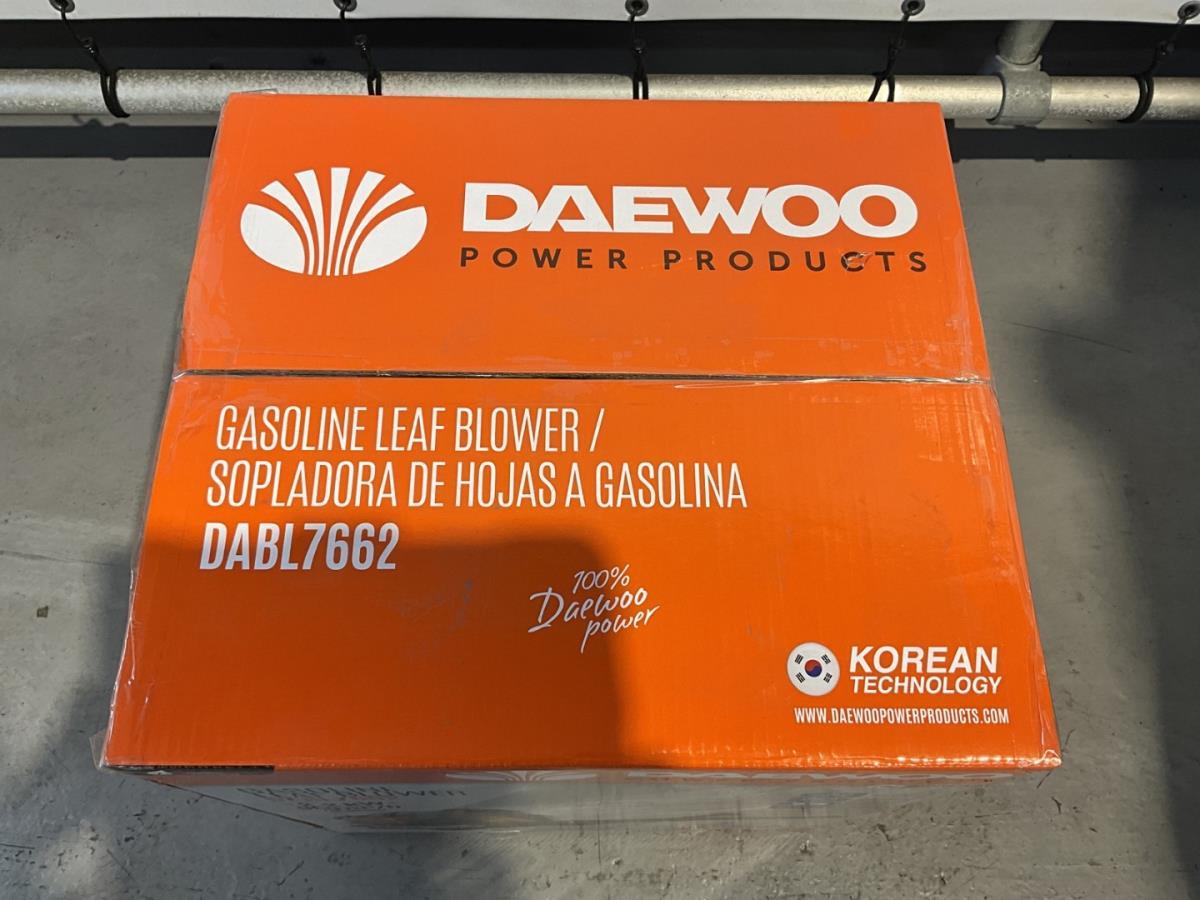 DAEWOO
POWER PRODUCTS
GASOLINE LEAF BLOWER /
SOPLADORA DE HOJAS A GASOLINA
DABL7662
100%
Daewoo
power
KOREAN
TECHNOLOGY
WWW.DAEWOOPOWERPRODUCTS.COM